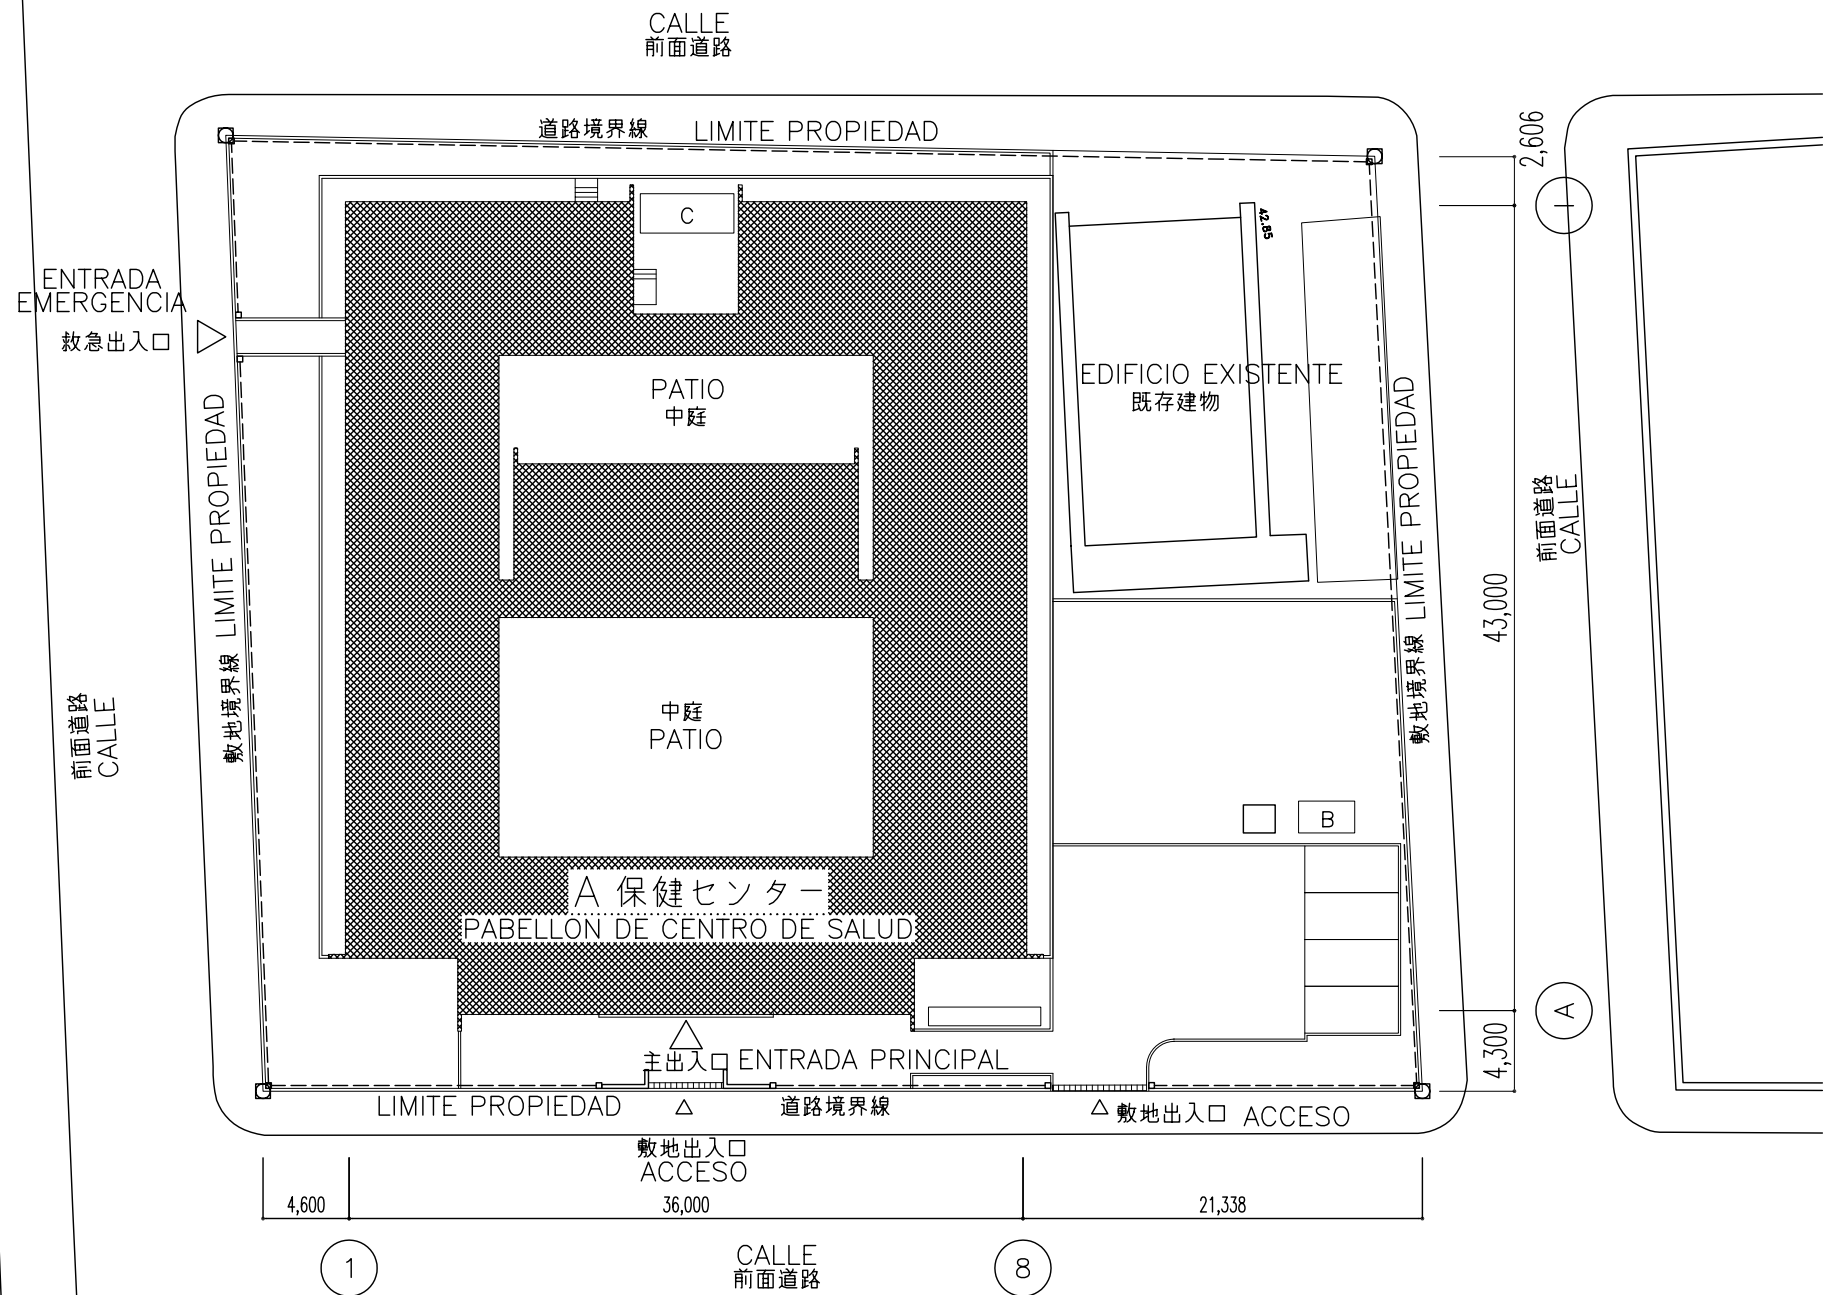 CALLE
前面道路
道路境界線 LIMITE PROPIEDAD
2,606
I
C
42.85
ENTRADA
EMERGENCIA
救急出入口
PATIO
中庭
EDIFICIO EXISTENTE
既存建物
敷地境界線 LIMITE PROPIEDAD
敷地境界線 LIMITE PROPIEDAD
前面道路
CALLE
43,000
前面道路
CALLE
中庭
PATIO
B
A 保健センター
PABELLON DE CENTRO DE SALUD
A
4,300
主出入口 ENTRADA PRINCIPAL
LIMITE PROPIEDAD
道路境界線
敷地出入口 ACCESO
敷地出入口
ACCESO
4,600
36,000
21,338
1
CALLE
前面道路
8